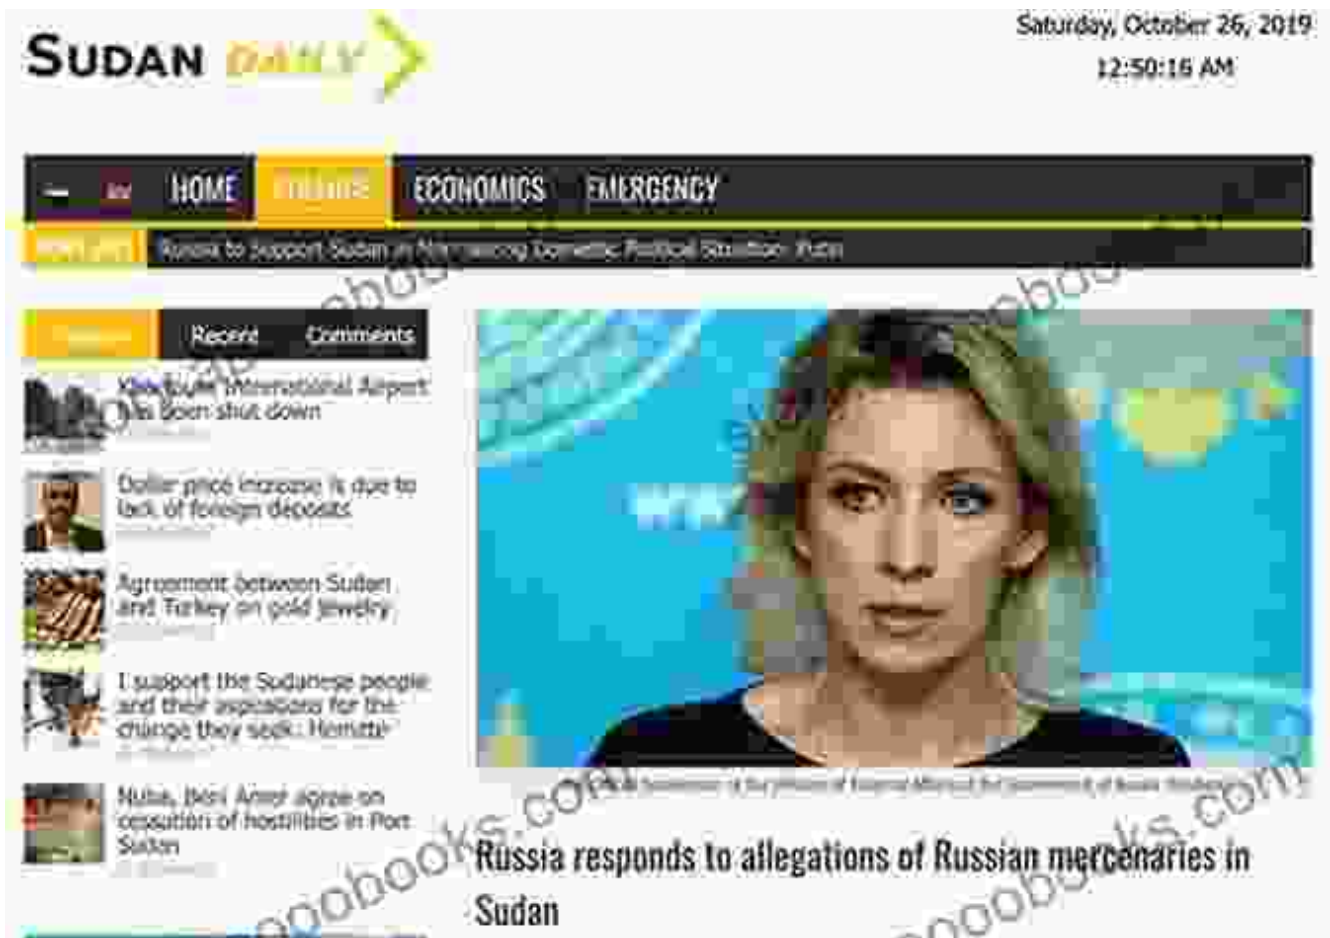 SUDAN DAILY
Saturday, October 26, 2019
12:50:16 AM
HOME
ECONOMICS
EMERGENCY
Russia to Support Sudan in Domestic Political Situation- Putin
Recent
Comments
International Airport
has been shut down
Dollar price increase is due to
lack of foreign deposits
Agreement between Sudan
and Turkey on gold jewelry
I support the Sudanese people
and their aspirations for the
change they seek:
Nuba, Beni Amer agree on
cessation of hostilities in Port
Sudan
Russia responds to allegations of Russian mercenaries in
Sudan